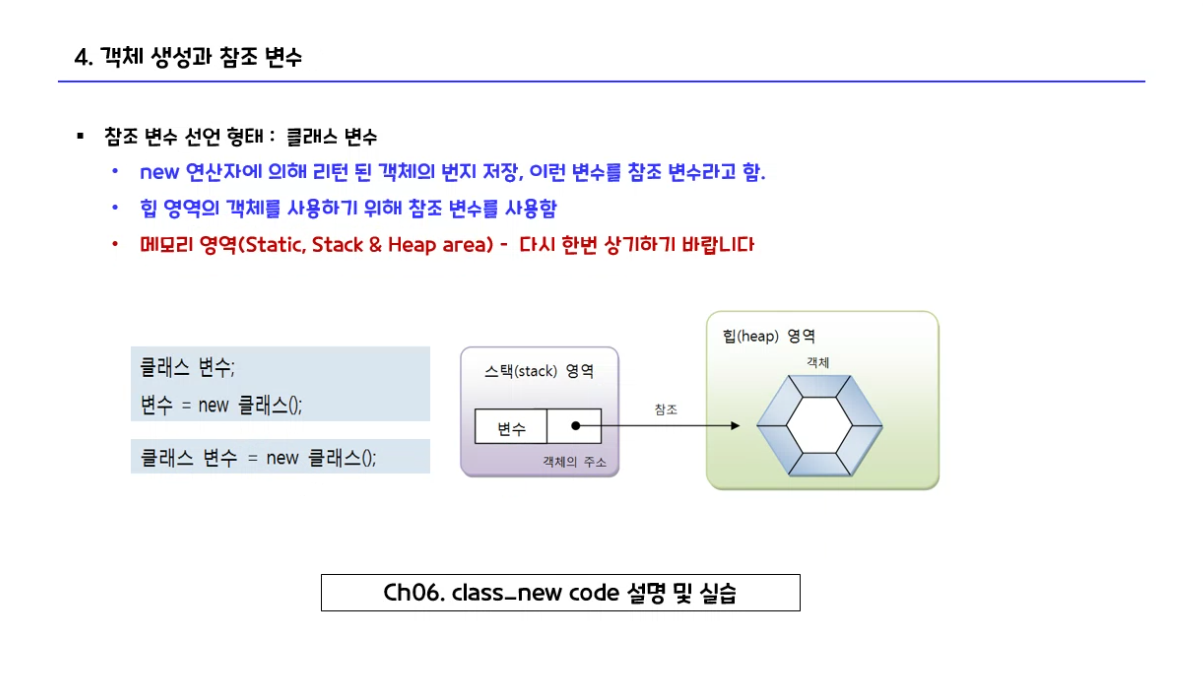 4. 객체 생성과 참조 변수
▪ 참조 변수 선언 형태 : 클래스 변수
• new 연산자에 의해 리턴 된 객체의 번지 저장, 이런 변수를 참조 변수라고 함.
• 힙 영역의 객체를 사용하기 위해 참조 변수를 사용함
• 메모리 영역(Static, Stack & Heap area) - 다시 한번 상기하기 바랍니다
클래스 변수;
변수 = new 클래스();
클래스 변수 = new 클래스();
스택(stack) 영역
변수
객체의 주소
참조
힙(heap) 영역
객체
Ch06. class_new code 설명 및 실습